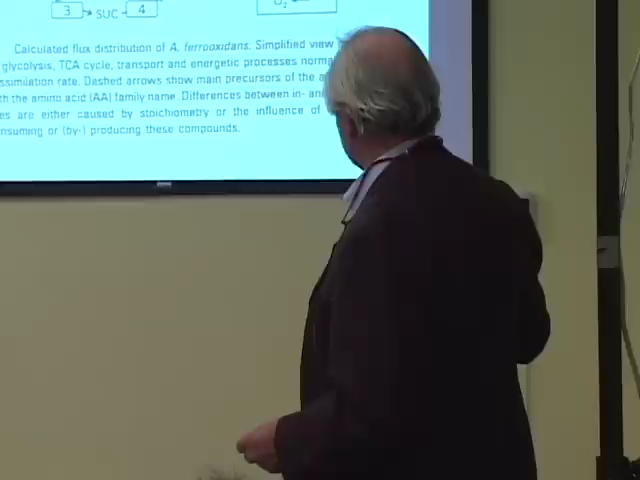 3 SUC 4 O₂
Calculated flux distribution of A. ferrooxidans. Simplified view
glycolysis, TCA cycle, transport and energetic processes norma
ssimilation rate. Dashed arrows show main precursors of the a
th the amino acid (AA) family name. Differences between in- an
es are either caused by stoichiometry or the influence of
nsuming or (by-) producing these compounds.